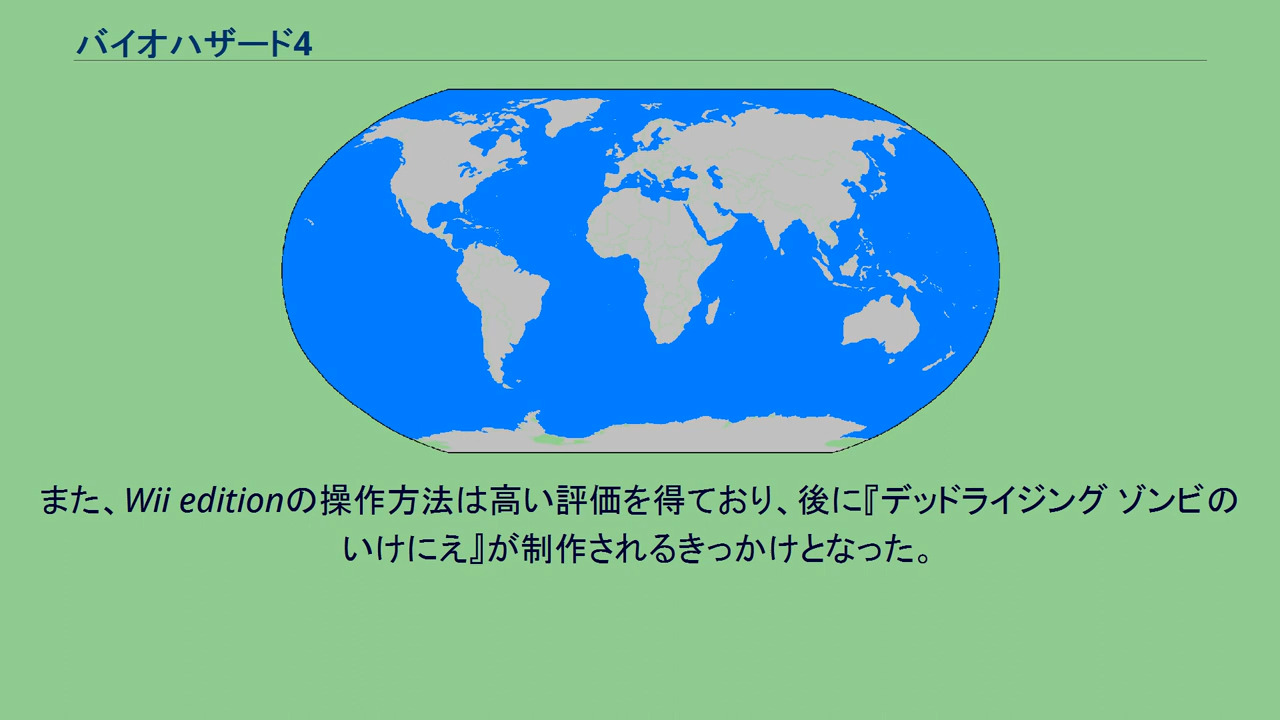 バイオハザード4
また、Wii editionの操作方法は高い評価を得ており、後に『デッドライジング ゾンビの
いけにえ』が制作されるきっかけとなった。